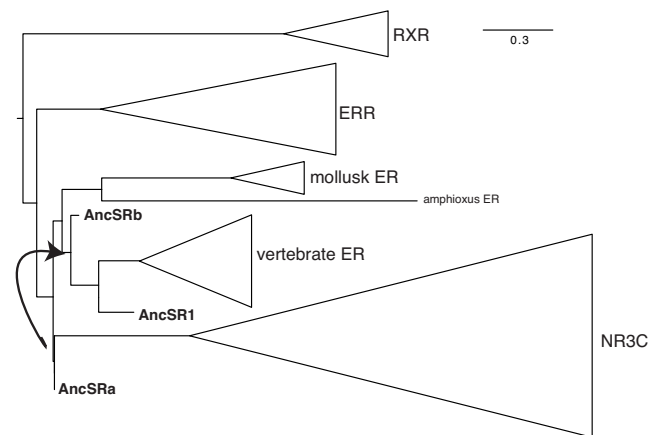 RXR
0.3
ERR
mollusk ER
amphioxus ER
AncSRb
vertebrate ER
AncSR1
NR3C
AncSRa